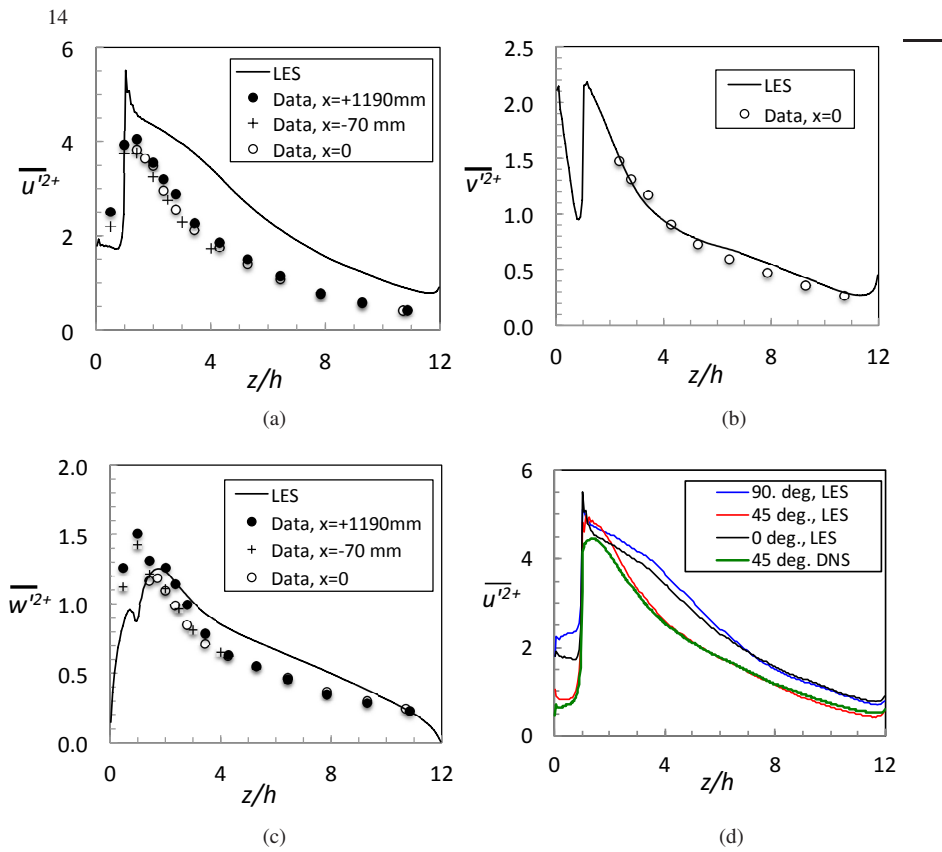 14
6
4
2
0
u'²⁺
LES
Data, x=+1190mm
Data, x=-70 mm
Data, x=0
0 4 8 12
z/h
(a)
2.5
2.0
1.5
1.0
0.5
0.0
v'²⁺
LES
Data, x=0
0 4 8 12
z/h
(b)
2.0
1.5
1.0
0.5
0.0
w'²⁺
LES
Data, x=+1190mm
Data, x=-70 mm
Data, x=0
0 4 8 12
z/h
(c)
6
4
2
0
u'²⁺
90. deg, LES
45 deg., LES
0 deg., LES
45 deg. DNS
0 4 8 12
z/h
(d)